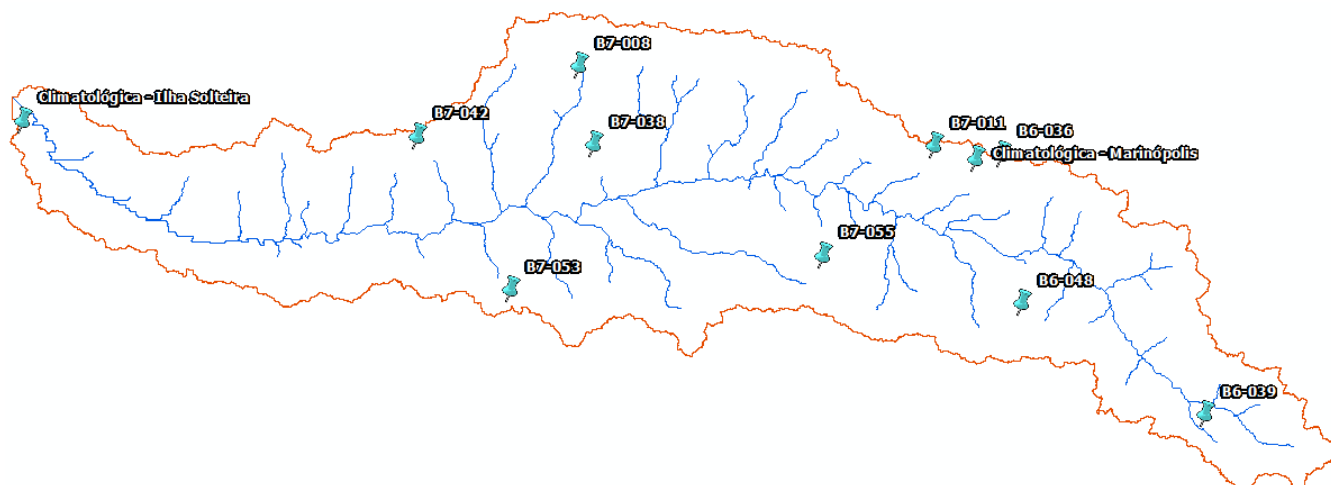 B7-008
Climatológica - Ilha Solteira
B7-042
B7-038
B7-011
B6-036
Climatológica - Marinópolis
B7-055
B7-053
B6-048
B6-039